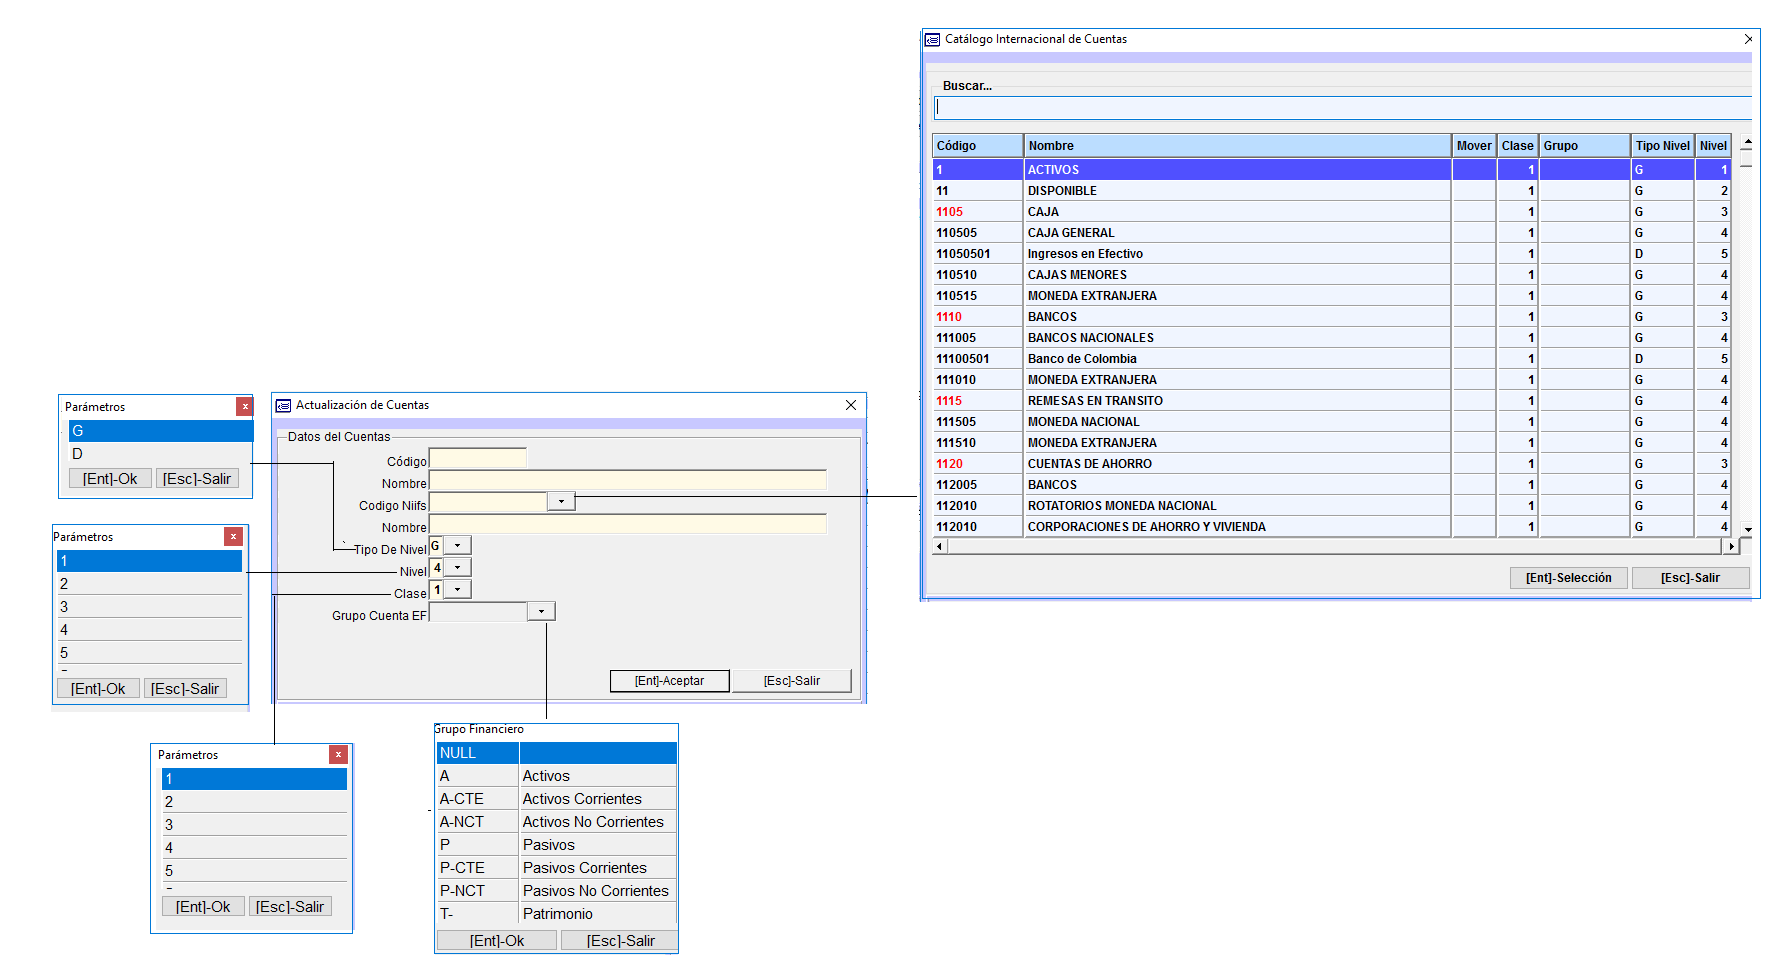 Catálogo Internacional de Cuentas
Buscar...
Código Nombre Mover Clase Grupo Tipo Nivel Nivel
1 ACTIVOS 1 G 1
11 DISPONIBLE 1 G 2
1105 CAJA 1 G 3
110505 CAJA GENERAL 1 G 4
11050501 Ingresos en Efectivo 1 D 5
110510 CAJAS MENORES 1 G 4
110515 MONEDA EXTRANJERA 1 G 4
1110 BANCOS 1 G 3
111005 BANCOS NACIONALES 1 G 4
11100501 Banco de Colombia 1 D 5
111010 MONEDA EXTRANJERA 1 G 4
1115 REMESAS EN TRANSITO 1 G 4
111505 MONEDA NACIONAL 1 G 4
111510 MONEDA EXTRANJERA 1 G 4
1120 CUENTAS DE AHORRO 1 G 3
112005 BANCOS 1 G 4
112010 ROTATORIOS MONEDA NACIONAL 1 G 4
112010 CORPORACIONES DE AHORRO Y VIVIENDA 1 G 4
[Ent]-Selección [Esc]-Salir
Parámetros
G
D
[Ent]-Ok [Esc]-Salir
Actualización de Cuentas
Datos del Cuentas
Código
Nombre
Codigo Niifs
Nombre
Tipo De Nivel G
Nivel 4
Clase 1
Grupo Cuenta EF
[Ent]-Aceptar [Esc]-Salir
Parámetros
1
2
3
4
5
[Ent]-Ok [Esc]-Salir
Parámetros
1
2
3
4
5
[Ent]-Ok [Esc]-Salir
Grupo Financiero
NULL
A Activos
A-CTE Activos Corrientes
A-NCT Activos No Corrientes
P Pasivos
P-CTE Pasivos Corrientes
P-NCT Pasivos No Corrientes
T- Patrimonio
[Ent]-Ok [Esc]-Salir